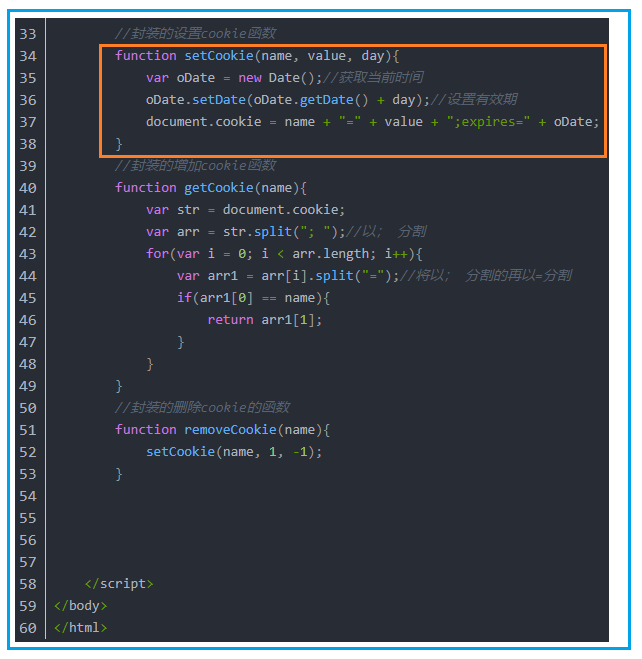 33 //封装的设置cookie函数
34 function setCookie(name, value, day){
35 var oDate = new Date();//获取当前时间
36 oDate.setDate(oDate.getDate() + day);//设置有效期
37 document.cookie = name + "=" + value + ";expires=" + oDate;
38 }
39 //封装的增加cookie函数
40 function getCookie(name){
41 var str = document.cookie;
42 var arr = str.split("; ");//以； 分割
43 for(var i = 0; i < arr.length; i++){
44 var arr1 = arr[i].split("=");//将以； 分割的再以=分割
45 if(arr1[0] == name){
46 return arr1[1];
47 }
48 }
49 }
50 //封装的删除cookie的函数
51 function removeCookie(name){
52 setCookie(name, 1, -1);
53 }
54
55
56
57
58 </script>
59 </body>
60 </html>